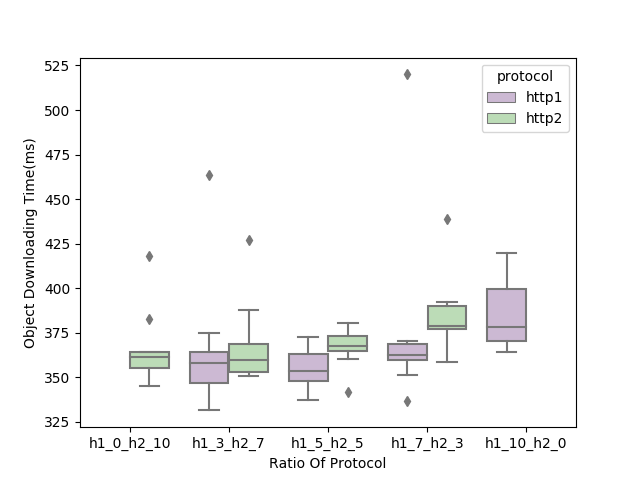 protocol
http1
http2
Object Downloading Time(ms)
525
500
475
450
425
400
375
350
325
h1_0_h2_10 h1_3_h2_7 h1_5_h2_5 h1_7_h2_3 h1_10_h2_0
Ratio Of Protocol